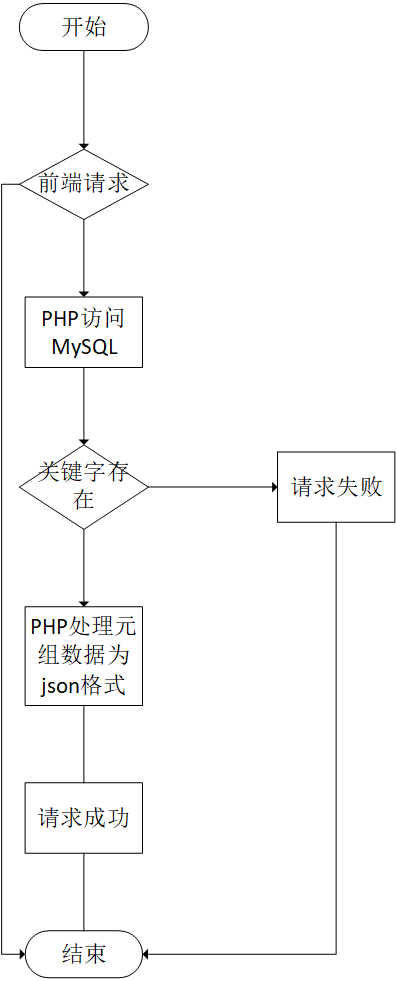 开始
前端请求
PHP访问
MySQL
关键字存
在
请求失败
PHP处理元
组数据为
json格式
请求成功
结束